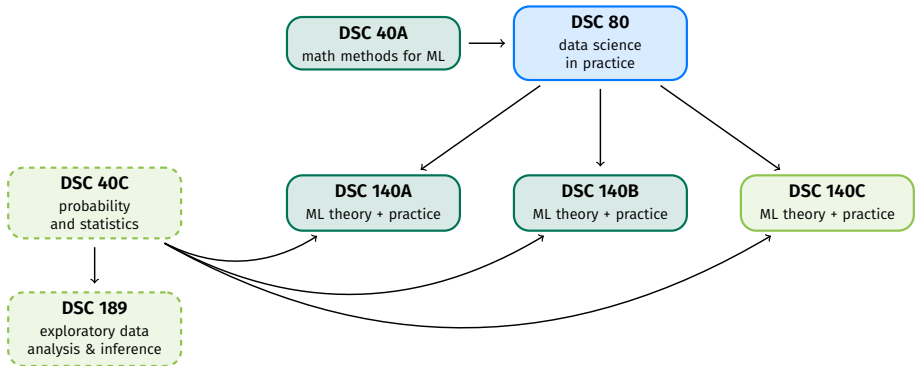 DSC 40A
math methods for ML
DSC 80
data science
in practice
DSC 40C
probability
and statistics
DSC 140A
ML theory + practice
DSC 140B
ML theory + practice
DSC 140C
ML theory + practice
DSC 189
exploratory data
analysis & inference